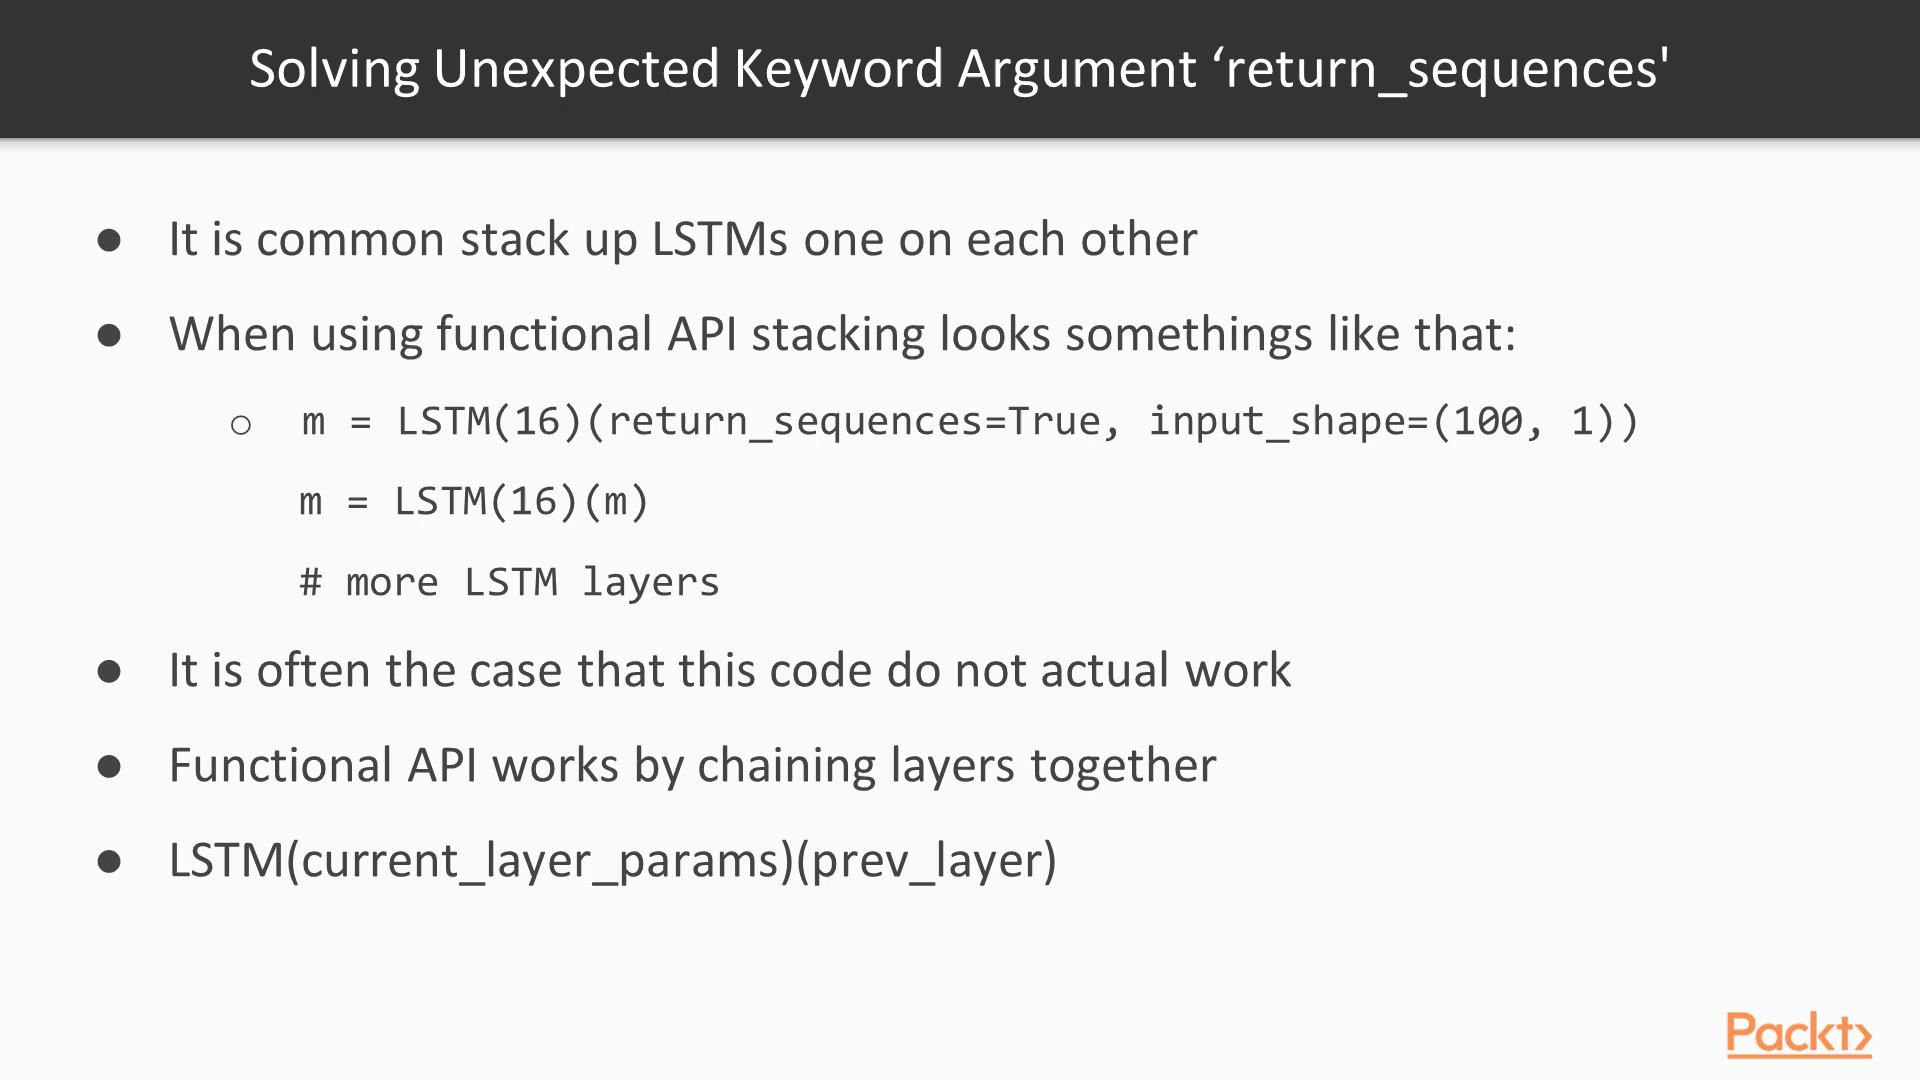 Solving Unexpected Keyword Argument ‘return_sequences'
● It is common stack up LSTMs one on each other
● When using functional API stacking looks somethings like that:
○ m = LSTM(16)(return_sequences=True, input_shape=(100, 1))
m = LSTM(16)(m)
# more LSTM layers
● It is often the case that this code do not actual work
● Functional API works by chaining layers together
● LSTM(current_layer_params)(prev_layer)
Packt>